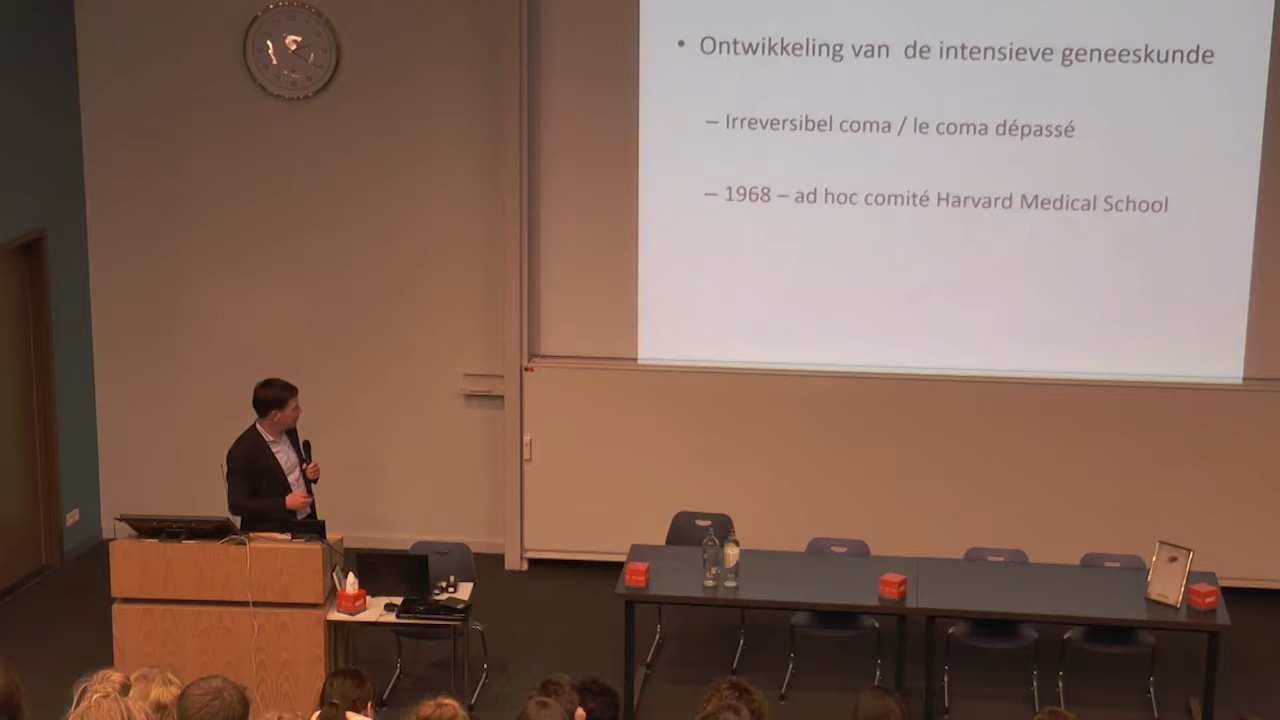 • Ontwikkeling van de intensieve geneeskunde
– Irreversibel coma / le coma dépassé
– 1968 – ad hoc comité Harvard Medical School